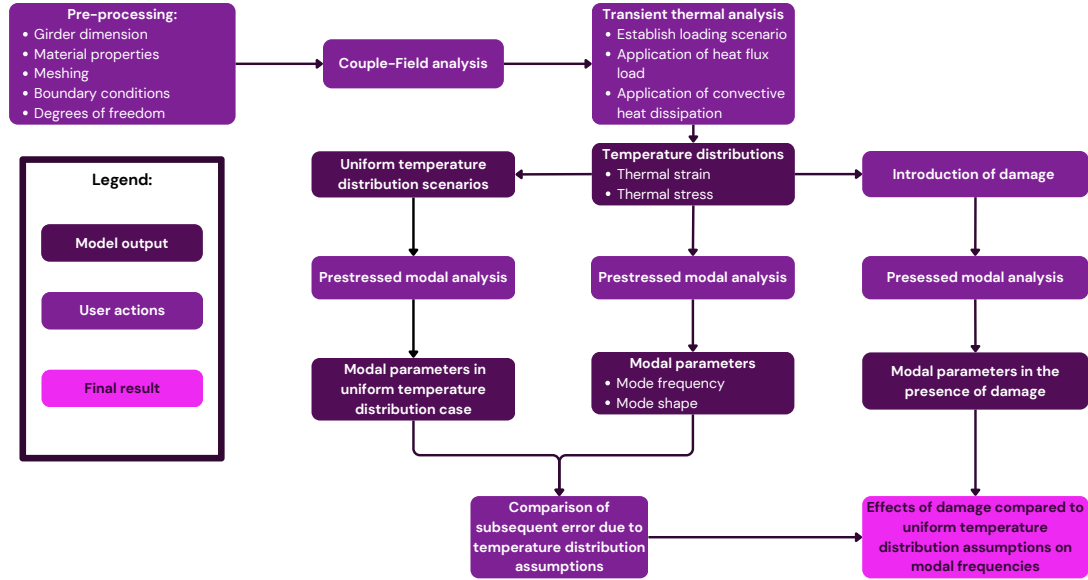 Pre-processing:
• Girder dimension
• Material properties
• Meshing
• Boundary conditions
• Degrees of freedom
Couple-Field analysis
Transient thermal analysis
• Establish loading scenario
• Application of heat flux
load
• Application of convective
heat dissipation
Legend:
Model output
User actions
Final result
Uniform temperature
distribution scenarios
Temperature distributions
• Thermal strain
• Thermal stress
Introduction of damage
Prestressed modal analysis
Prestressed modal analysis
Presessed modal analysis
Modal parameters in
uniform temperature
distribution case
Modal parameters
• Mode frequency
• Mode shape
Modal parameters in the
presence of damage
Comparison of
subsequent error due to
temperature distribution
assumptions
Effects of damage compared to
uniform temperature
distribution assumptions on
modal frequencies